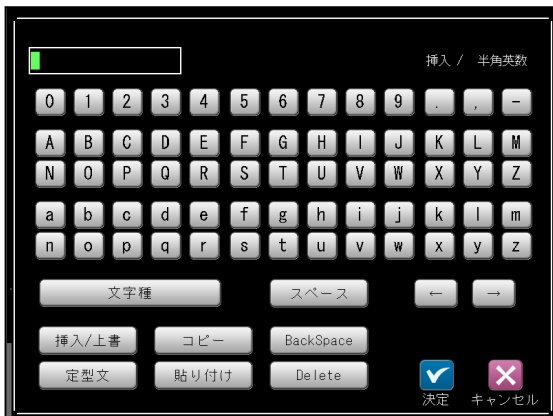 挿入 / 半角英数
0 1 2 3 4 5 6 7 8 9 . , -
A B C D E F G H I J K L M
N O P Q R S T U V W X Y Z
a b c d e f g h i j k l m
n o p q r s t u v w x y z
文字種 スペース ← →
挿入/上書 コピー BackSpace
定型文 貼り付け Delete
決定 キャンセル